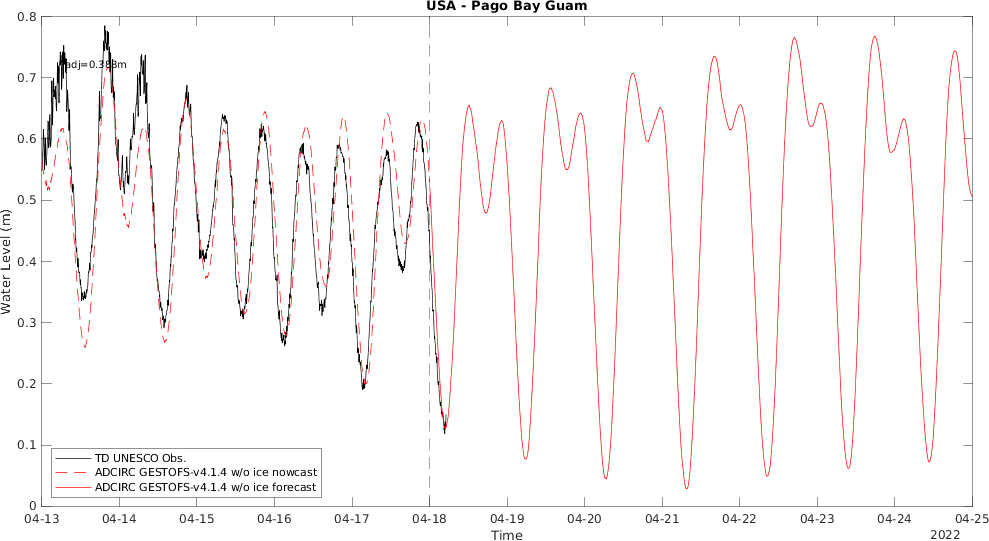 USA - Pago Bay Guam
0.8
0.7
0.6
0.5
0.4
0.3
0.2
0.1
0
Water Level (m)
adj=0.383m
TD UNESCO Obs.
ADCIRC GESTOFS-v4.1.4 w/o ice nowcast
ADCIRC GESTOFS-v4.1.4 w/o ice forecast
04-13 04-14 04-15 04-16 04-17 04-18 04-19 04-20 04-21 04-22 04-23 04-24 04-25
Time
2022